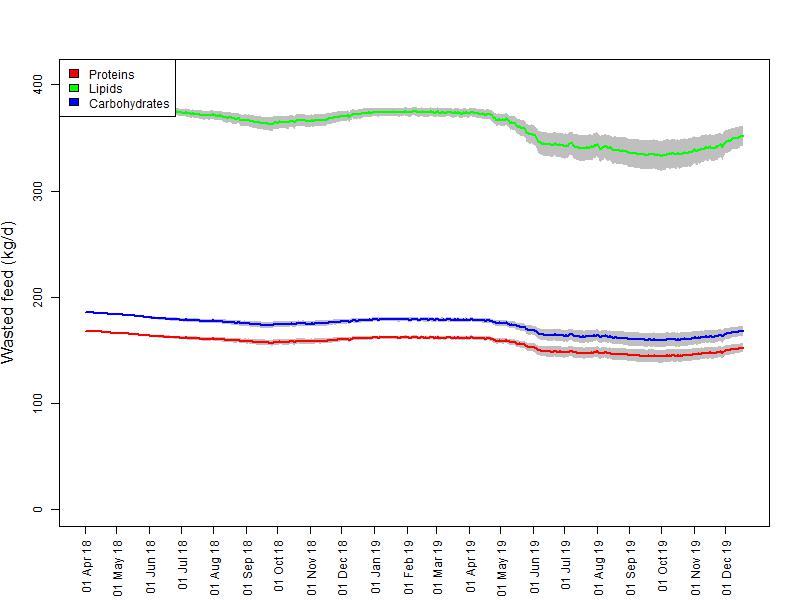 Proteins
Lipids
Carbohydrates
Wasted feed (kg/d)
400
300
200
100
0
01 Apr 18
01 May 18
01 Jun 18
01 Jul 18
01 Aug 18
01 Sep 18
01 Oct 18
01 Nov 18
01 Dec 18
01 Jan 19
01 Feb 19
01 Mar 19
01 Apr 19
01 May 19
01 Jun 19
01 Jul 19
01 Aug 19
01 Sep 19
01 Oct 19
01 Nov 19
01 Dec 19